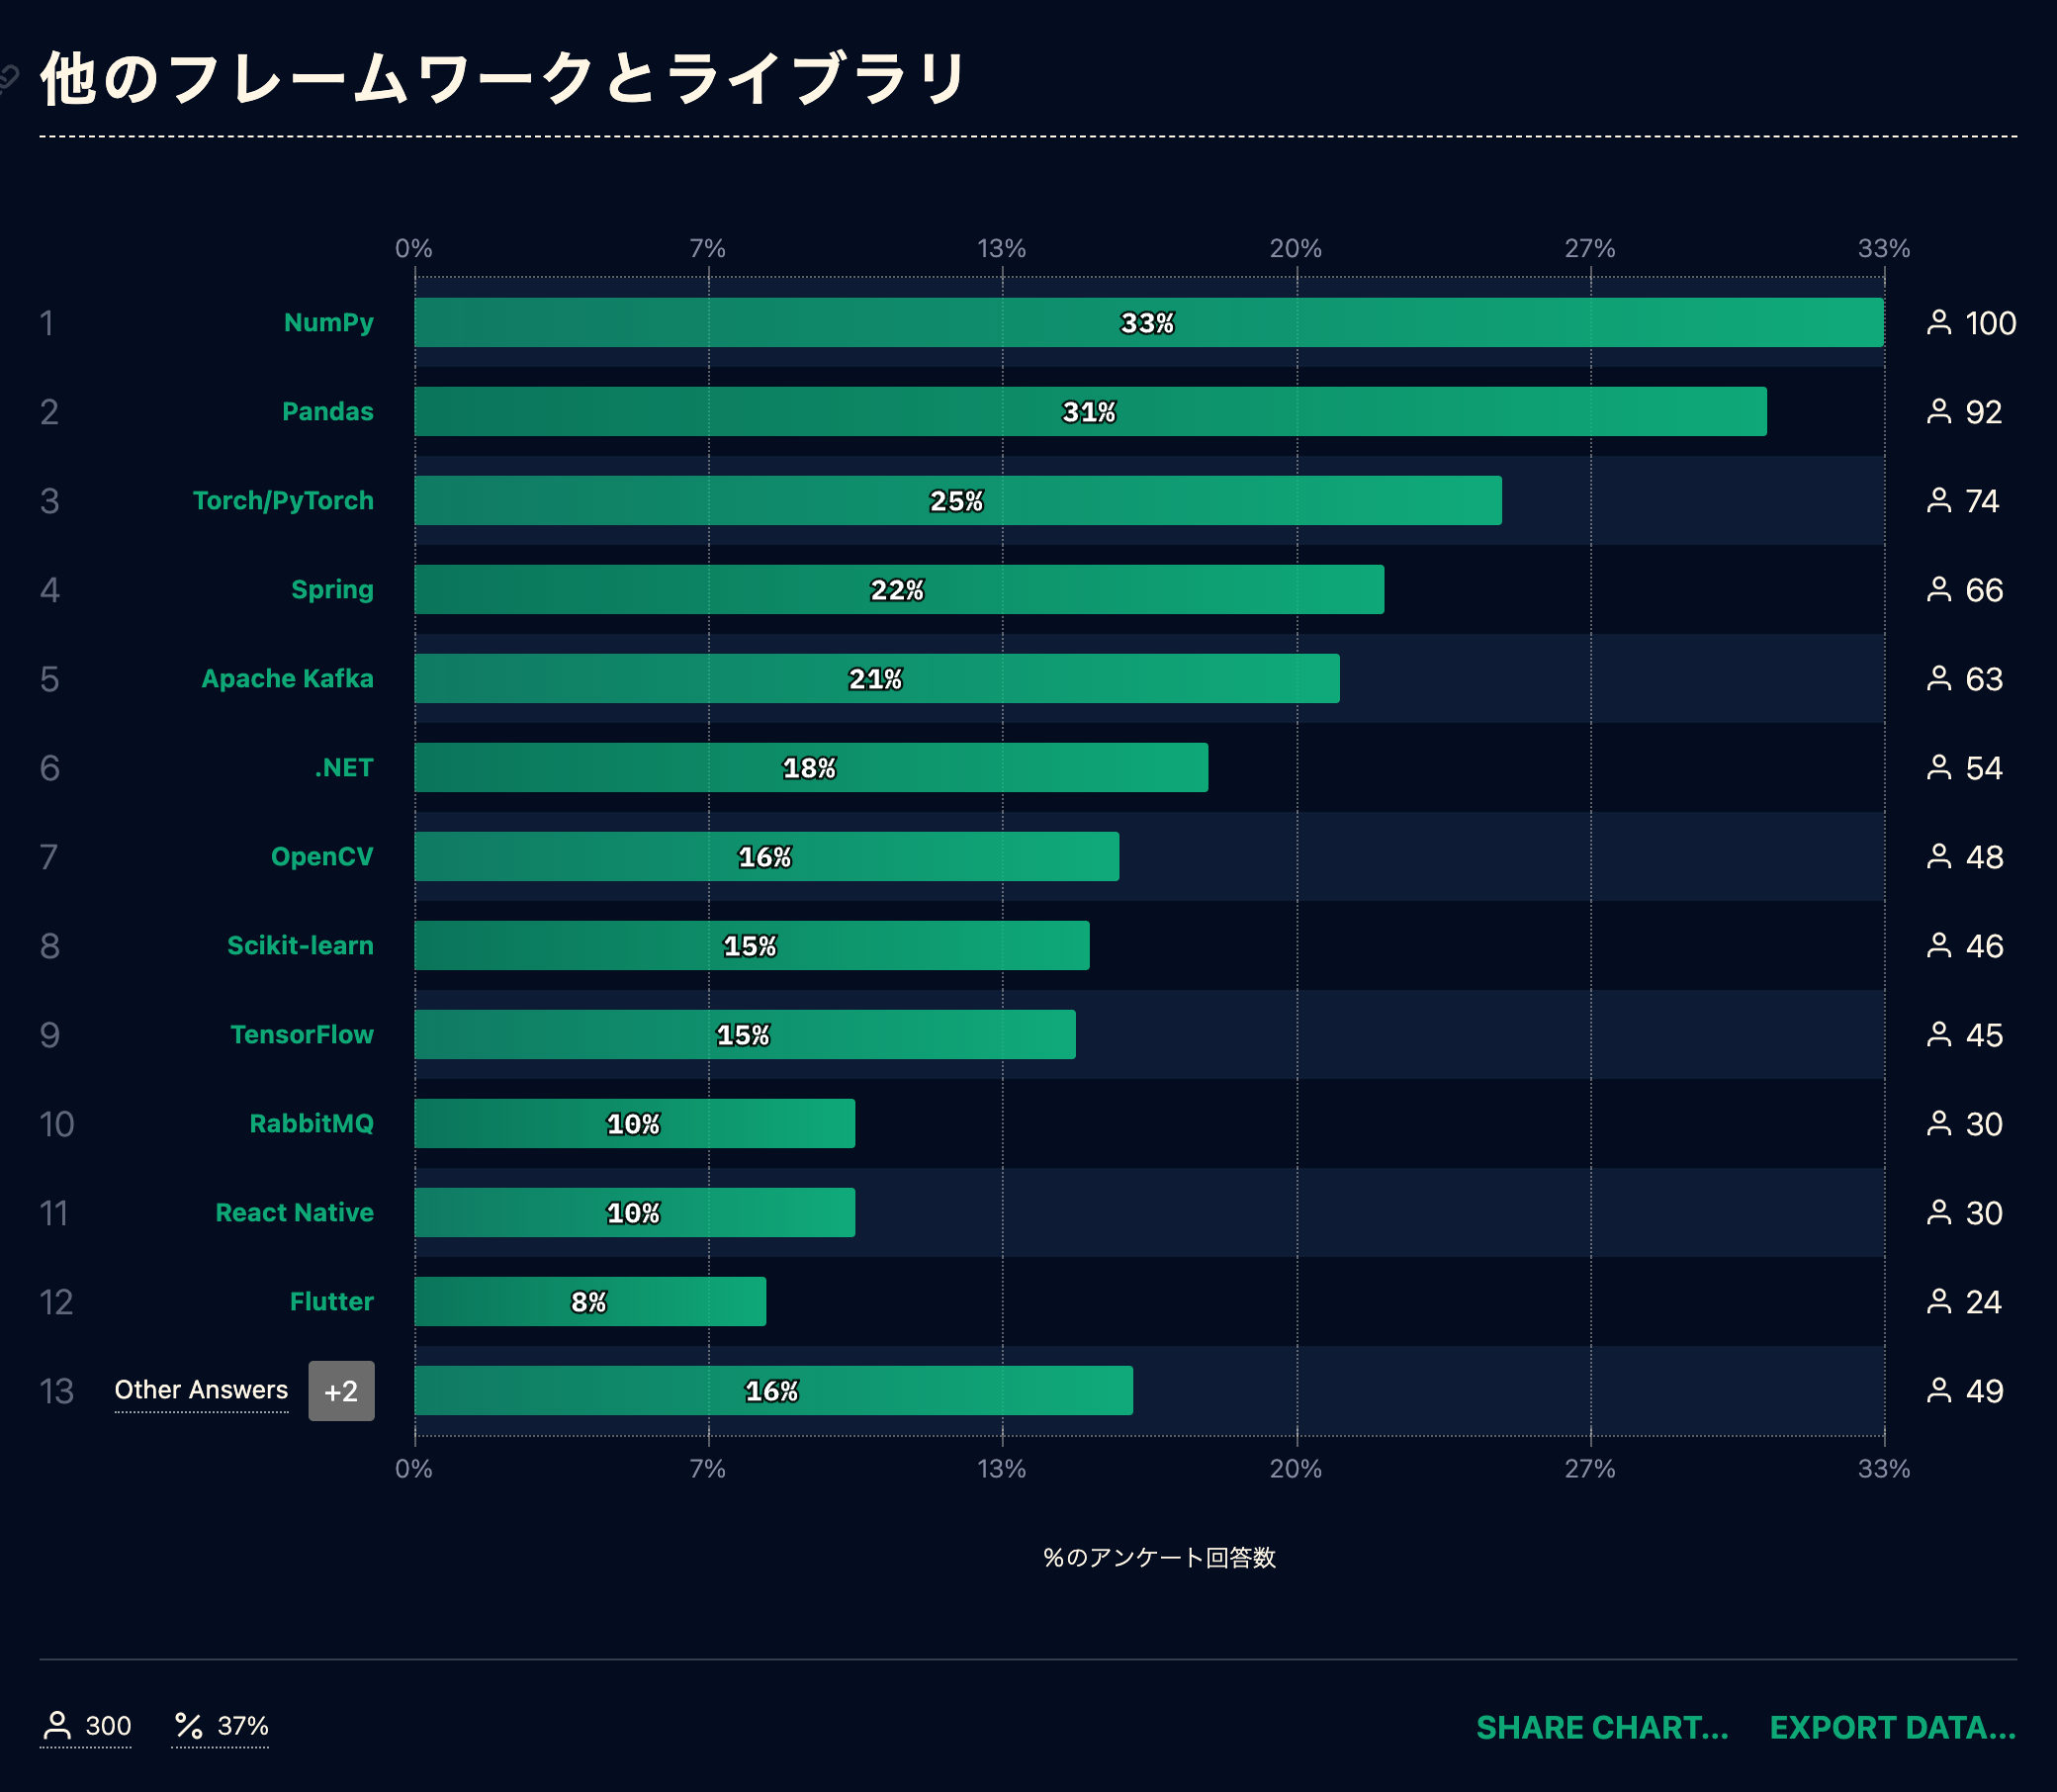 他のフレームワークとライブラリ
0% 7% 13% 20% 27% 33%
1 NumPy 33% 100
2 Pandas 31% 92
3 Torch/PyTorch 25% 74
4 Spring 22% 66
5 Apache Kafka 21% 63
6 .NET 18% 54
7 OpenCV 16% 48
8 Scikit-learn 15% 46
9 TensorFlow 15% 45
10 RabbitMQ 10% 30
11 React Native 10% 30
12 Flutter 8% 24
13 Other Answers +2 16% 49
0% 7% 13% 20% 27% 33%
%のアンケート回答数
300 % 37% SHARE CHART... EXPORT DATA...